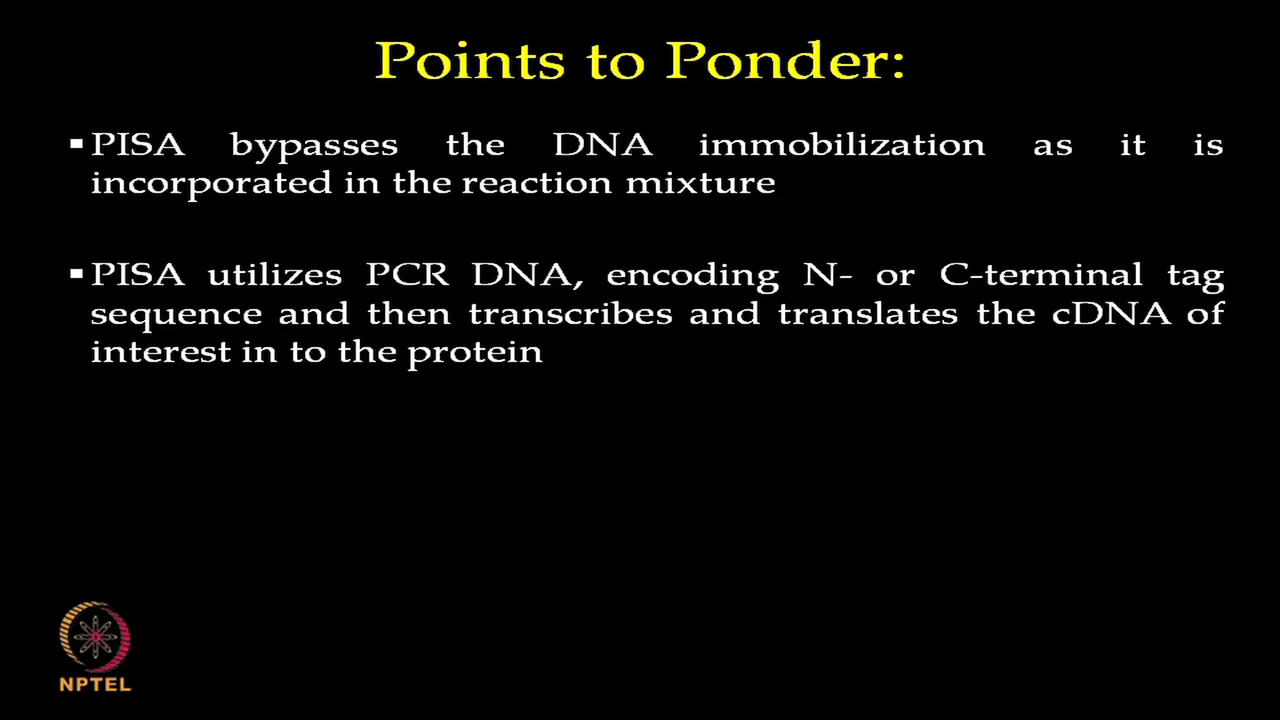 Points to Ponder:
▪PISA bypasses the DNA immobilization as it is
incorporated in the reaction mixture
▪PISA utilizes PCR DNA, encoding N- or C-terminal tag
sequence and then transcribes and translates the cDNA of
interest in to the protein
NPTEL